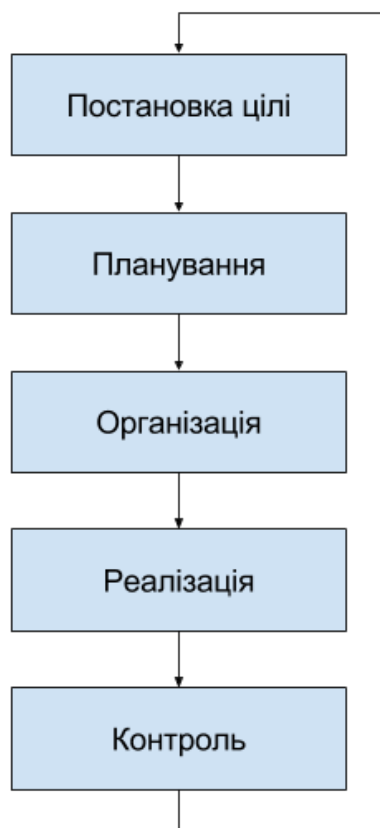 Постановка цілі
Планування
Організація
Реалізація
Контроль